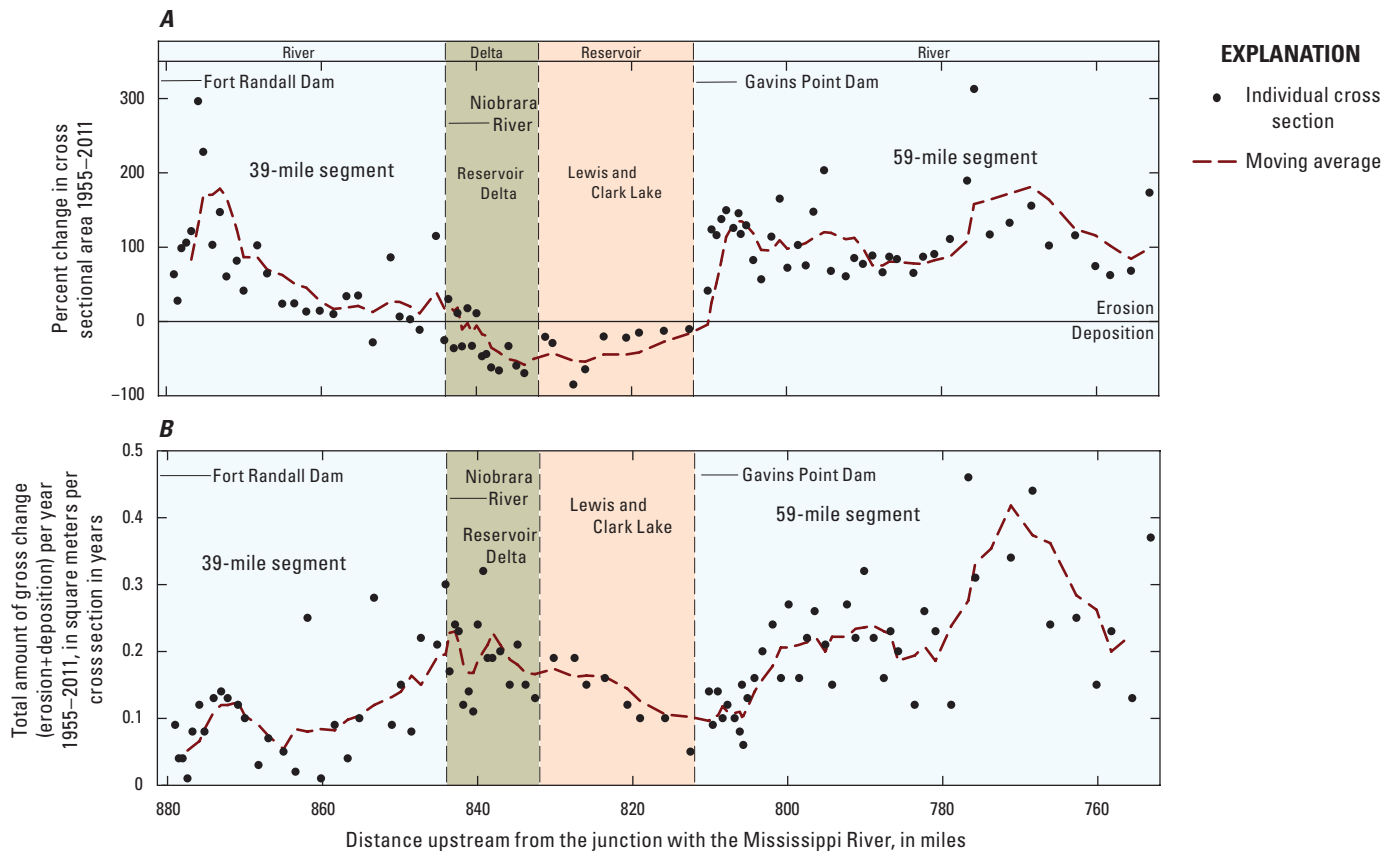 A
River
Delta
Reservoir
River
Fort Randall Dam
Niobrara
River
Gavins Point Dam
39-mile segment
Reservoir
Delta
Lewis and
Clark Lake
59-mile segment
Erosion
Deposition
300
200
100
0
–100
Percent change in cross
sectional area 1955–2011
EXPLANATION
Individual cross
section
Moving average
B
Fort Randall Dam
Niobrara
River
Gavins Point Dam
39-mile segment
Reservoir
Delta
Lewis and
Clark Lake
59-mile segment
0.5
0.4
0.3
0.2
0.1
0
Total amount of gross change
(erosion+deposition) per year
1955–2011, in square meters per
cross section in years
880
860
840
820
800
780
760
Distance upstream from the junction with the Mississippi River, in miles